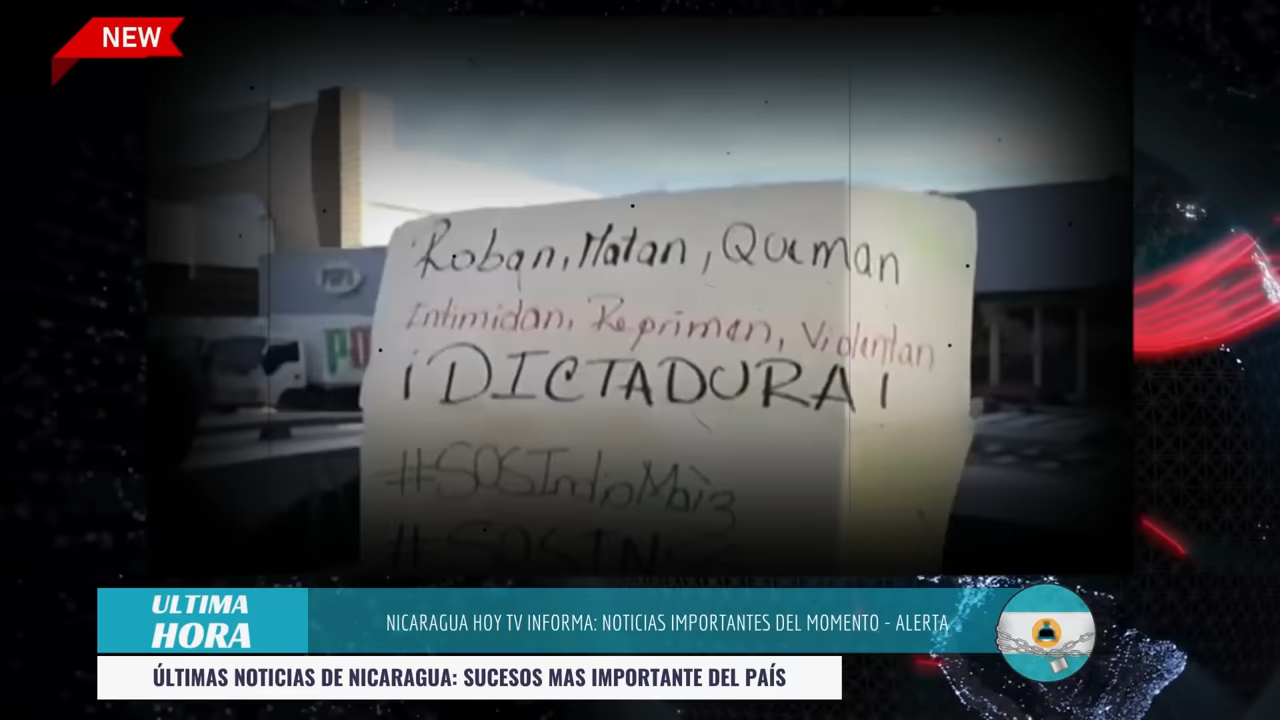 NEW
Roban, Matan, Queman
Intimidan, Reprimen, Violentan
¡DICTADURA!
#SOSIndioMaíz
#SOSIN
ULTIMA
HORA
NICARAGUA HOY TV INFORMA: NOTICIAS IMPORTANTES DEL MOMENTO - ALERTA
ÚLTIMAS NOTICIAS DE NICARAGUA: SUCESOS MAS IMPORTANTE DEL PAÍS